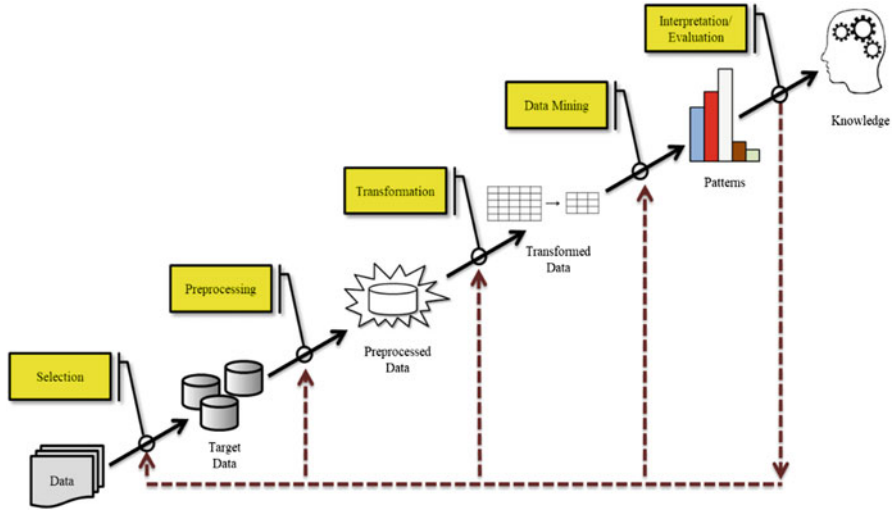 Interpretation/
Evaluation
Knowledge
Data Mining
Patterns
Transformation
Transformed
Data
Preprocessing
Preprocessed
Data
Selection
Target
Data
Data